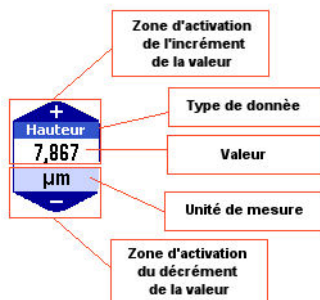 Zone d'activation
de l'incrément
de la valeur
+
Hauteur
7,867
µm
−
Type de donnèe
Valeur
Unité de mesure
Zone d'activation
du décrément
de la valeur